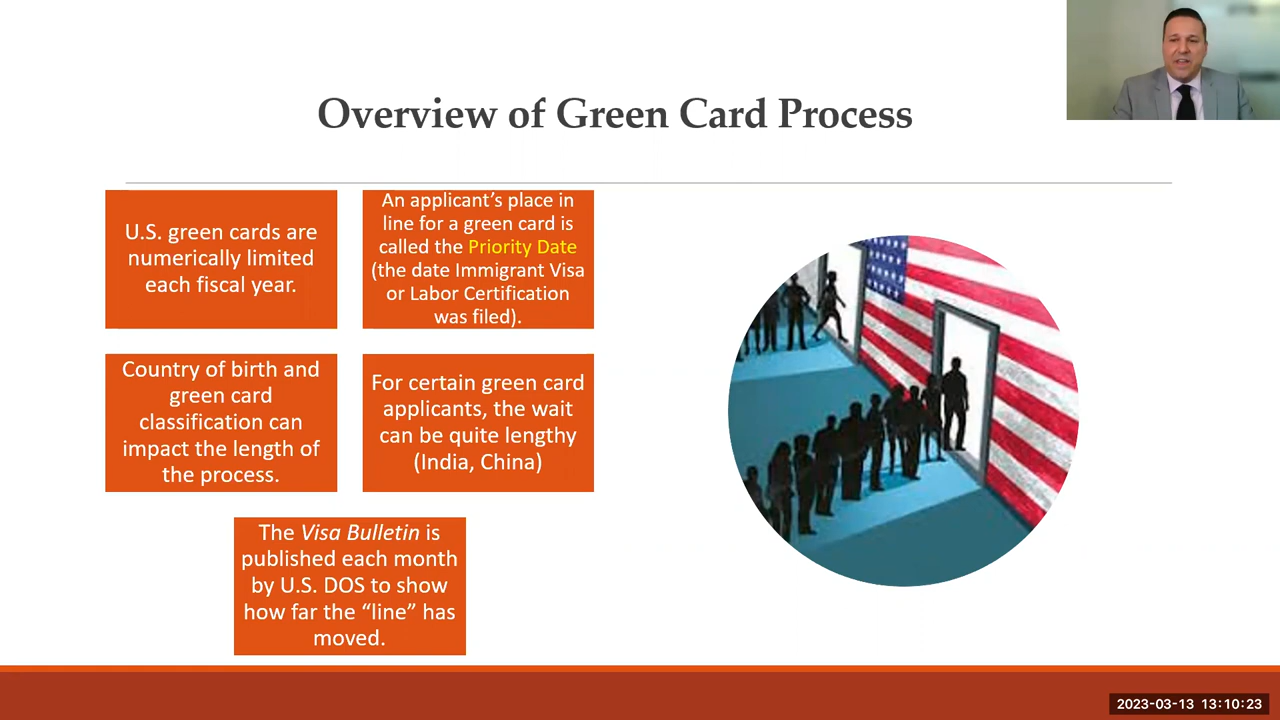 Overview of Green Card Process
U.S. green cards are
numerically limited
each fiscal year.
An applicant’s place in
line for a green card is
called the Priority Date
(the date Immigrant Visa
or Labor Certification
was filed).
Country of birth and
green card
classification can
impact the length of
the process.
For certain green card
applicants, the wait
can be quite lengthy
(India, China)
The Visa Bulletin is
published each month
by U.S. DOS to show
how far the “line” has
moved.
2023-03-13 13:10:23